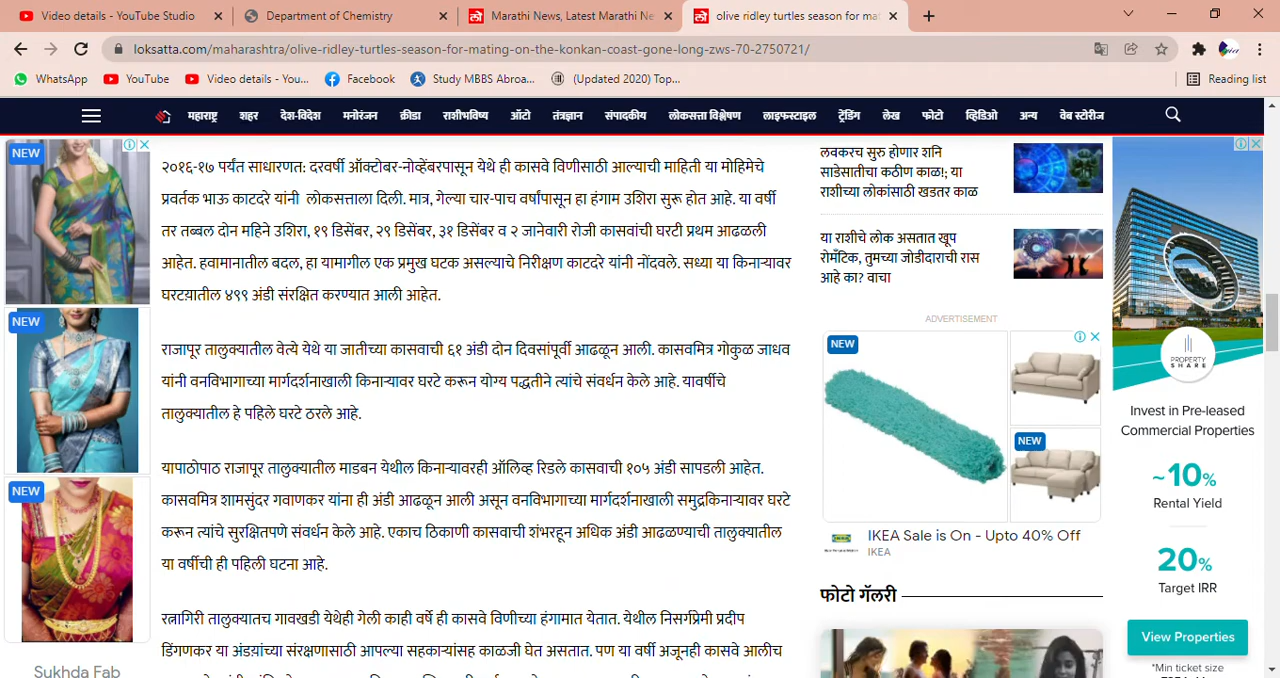 Video details - YouTube Studio
Department of Chemistry
Marathi News, Latest Marathi Ne
olive ridley turtles season for mat
loksatta.com/maharashtra/olive-ridley-turtles-season-for-mating-on-the-konkan-coast-gone-long-zws-70-2750721/
WhatsApp
YouTube
Video details - You...
Facebook
Study MBBS Abroa...
(Updated 2020) Top...
Reading list
महाराष्ट्र शहर देश-विदेश मनोरंजन क्रीडा राशीभविष्य ऑटो तंत्रज्ञान संपादकीय लोकसत्ता विश्लेषण लाइफस्टाइल ट्रेंडिंग लेख फोटो व्हिडिओ अन्य वेब स्टोरीज
NEW
NEW
NEW
Sukhda Fab
२०१६-१७ पर्यंत साधारणत: दरवर्षी ऑक्टोबर-नोव्हेंबरपासून येथे ही कासवे विणीसाठी आल्याची माहिती या मोहिमेचे
प्रवर्तक भाऊ काटदरे यांनी लोकसत्ताला दिली. मात्र, गेल्या चार-पाच वर्षांपासून हा हंगाम उशिरा सुरू होत आहे. या वर्षी
तर तब्बल दोन महिने उशिरा, १९ डिसेंबर, २९ डिसेंबर, ३१ डिसेंबर व २ जानेवारी रोजी कासवांची घरटी प्रथम आढळली
आहेत. हवामानातील बदल, हा यामागील एक प्रमुख घटक असल्याचे निरीक्षण काटदरे यांनी नोंदवले. सध्या या किनाऱ्यावर
घरटय़ातील ४९९ अंडी संरक्षित करण्यात आली आहेत.
राजापूर तालुक्यातील वेत्ये येथे या जातीच्या कासवाची ६१ अंडी दोन दिवसांपूर्वी आढळून आली. कासवमित्र गोकुळ जाधव
यांनी वनविभागाच्या मार्गदर्शनाखाली किनाऱ्यावर घरटे करून योग्य पद्धतीने त्यांचे संवर्धन केले आहे. यावर्षीचे
तालुक्यातील हे पहिले घरटे ठरले आहे.
यापाठोपाठ राजापूर तालुक्यातील माडबन येथील किनाऱ्यावरही ऑलिव्ह रिडले कासवाची १०५ अंडी सापडली आहेत.
कासवमित्र शामसुंदर गवाणकर यांना ही अंडी आढळून आली असून वनविभागाच्या मार्गदर्शनाखाली समुद्रकिनाऱ्यावर घरटे
करून त्यांचे सुरक्षितपणे संवर्धन केले आहे. एकाच ठिकाणी कासवाची शंभरहून अधिक अंडी आढळण्याची तालुक्यातील
या वर्षीची ही पहिली घटना आहे.
रत्नागिरी तालुक्यातच गावखडी येथेही गेली काही वर्षे ही कासवे विणीच्या हंगामात येतात. येथील निसर्गप्रेमी प्रदीप
डिंगणकर या अंडय़ांच्या संरक्षणासाठी आपल्या सहकाऱ्यांसह काळजी घेत असतात. पण या वर्षी अजूनही कासवे आलीच
लवकरच सुरु होणार शनि
साडेसातीचा कठीण काळ!; या
राशीच्या लोकांसाठी खडतर काळ
या राशीचे लोक असतात खूप
रोमँटिक, तुमच्या जोडीदाराची रास
आहे का? वाचा
ADVERTISEMENT
NEW
NEW
IKEA Sale is On - Upto 40% Off
IKEA
फोटो गॅलरी
PROPERTY
SHARE
Invest in Pre-leased
Commercial Properties
~10%
Rental Yield
20%
Target IRR
View Properties
*Min ticket size